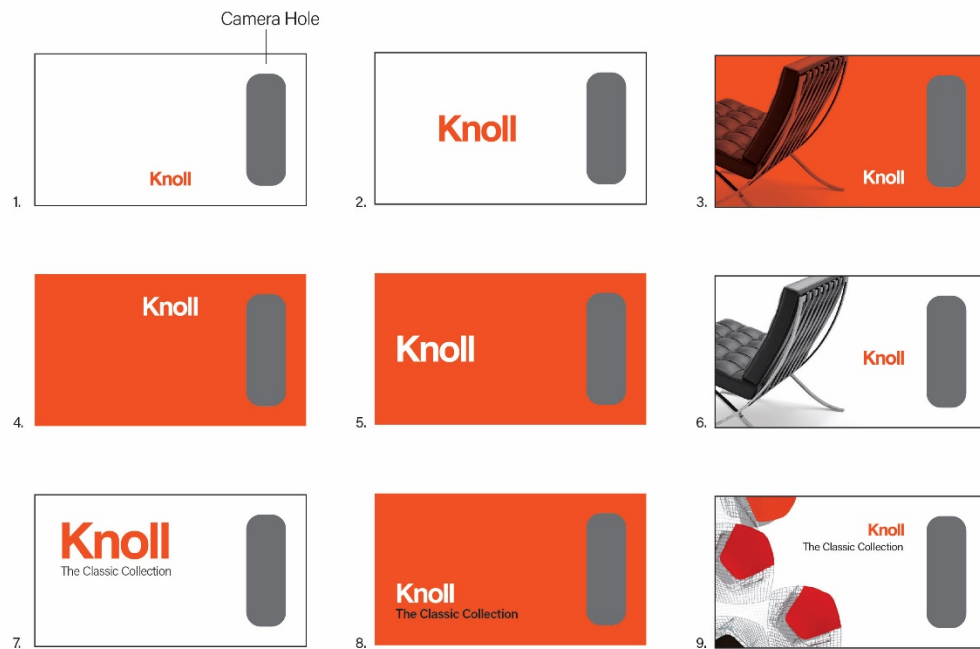 Camera Hole
Knoll
1.
Knoll
2.
Knoll
3.
Knoll
4.
Knoll
5.
Knoll
6.
Knoll
The Classic Collection
7.
Knoll
The Classic Collection
8.
Knoll
The Classic Collection
9.